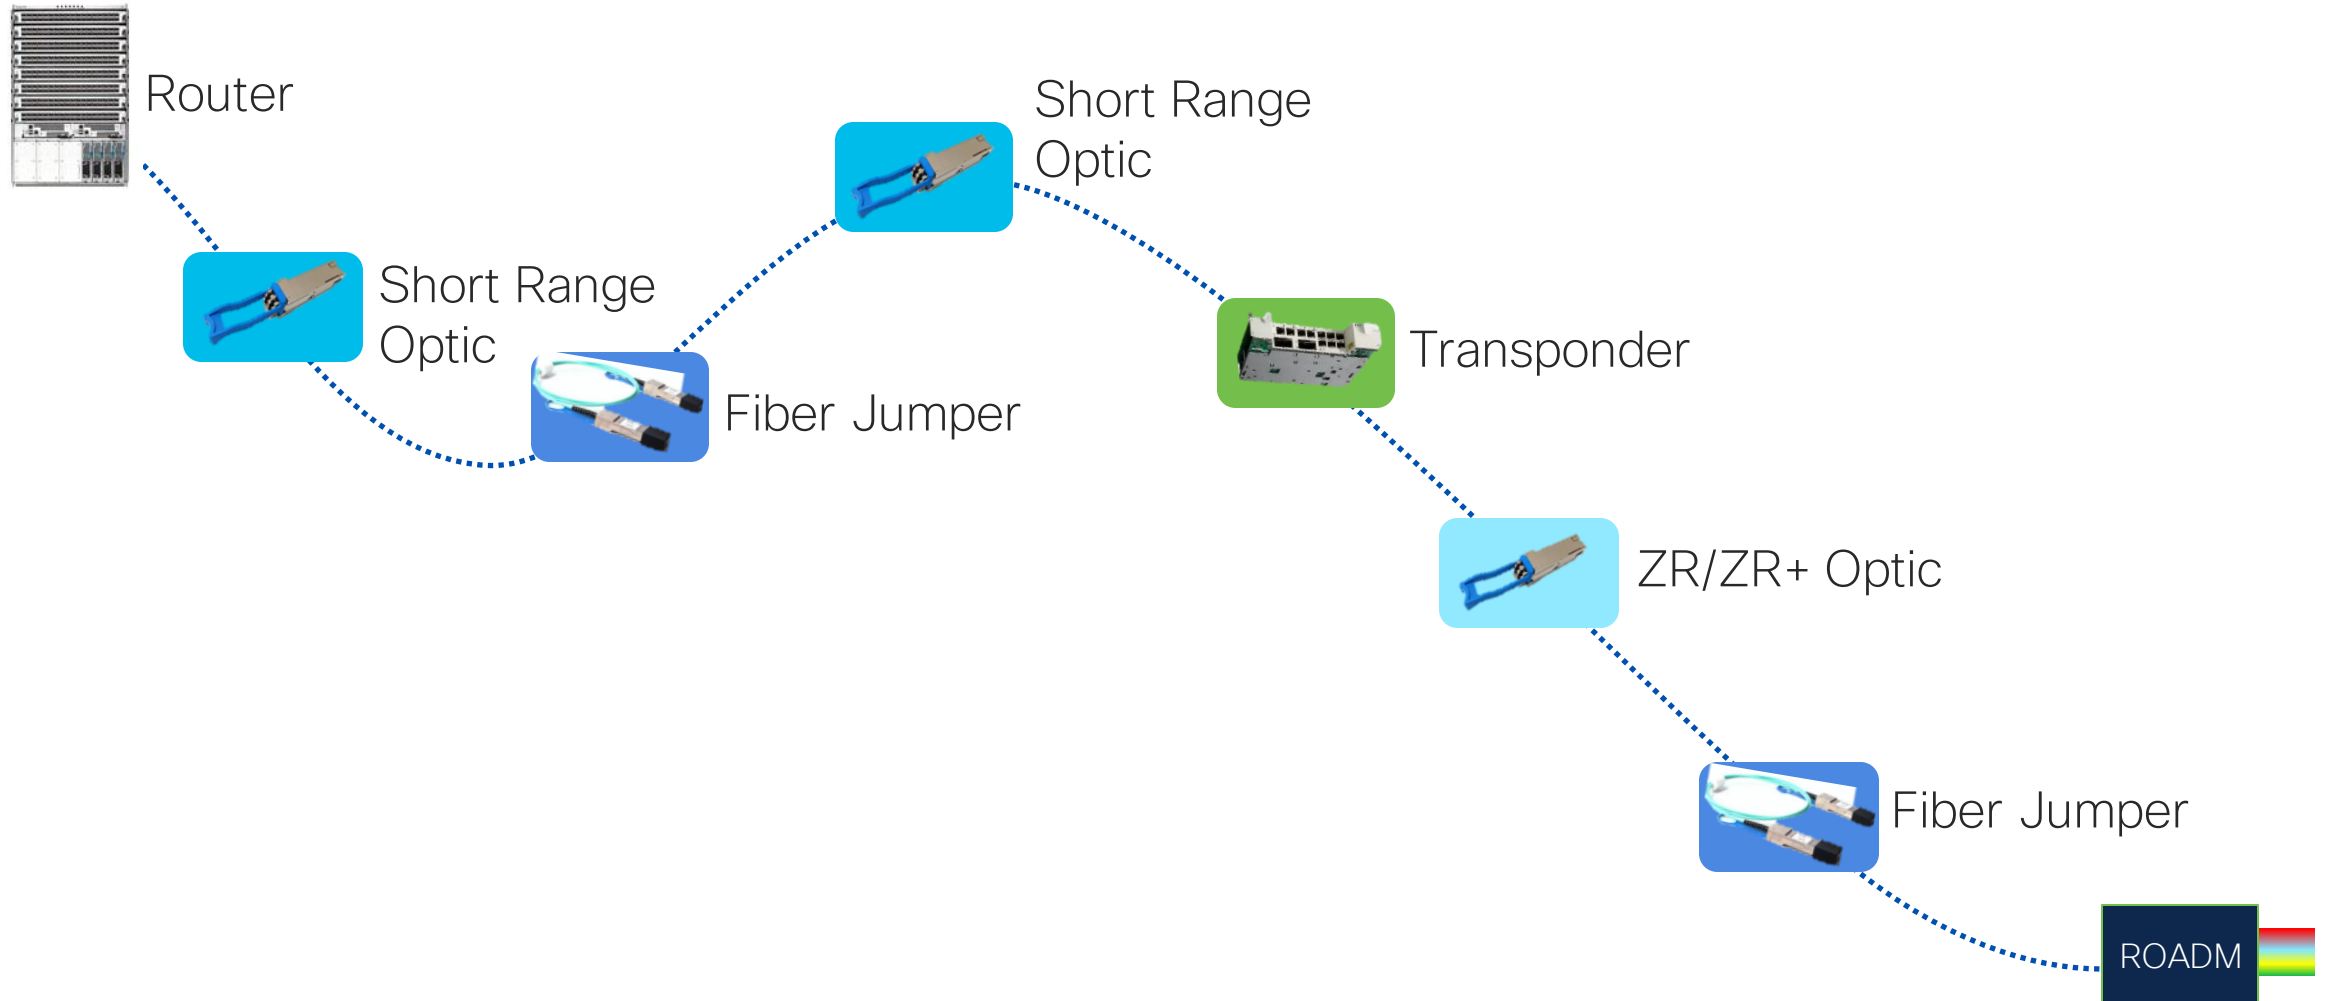 Router
Short Range
Optic
Short Range
Optic
Fiber Jumper
Transponder
ZR/ZR+ Optic
Fiber Jumper
ROADM